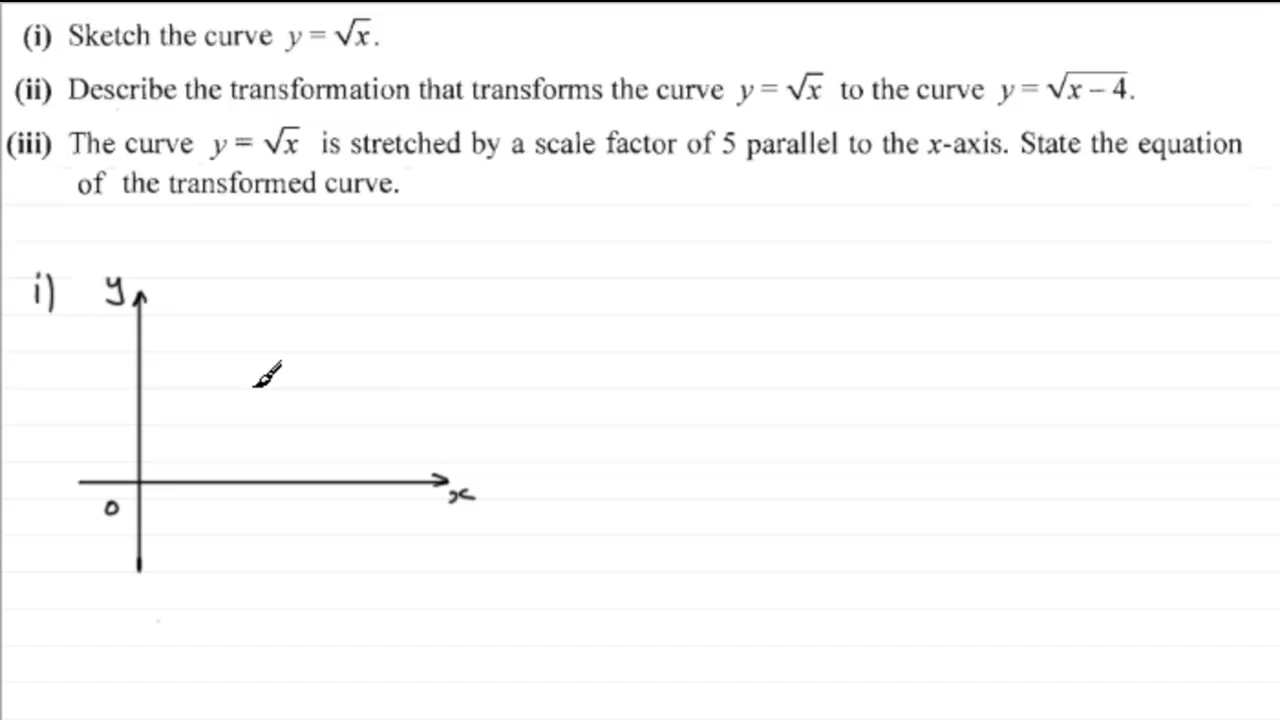 (i) Sketch the curve y = √x.
(ii) Describe the transformation that transforms the curve y = √x to the curve y = √(x – 4).
(iii) The curve y = √x is stretched by a scale factor of 5 parallel to the x-axis. State the equation
of the transformed curve.
i) y
x
0